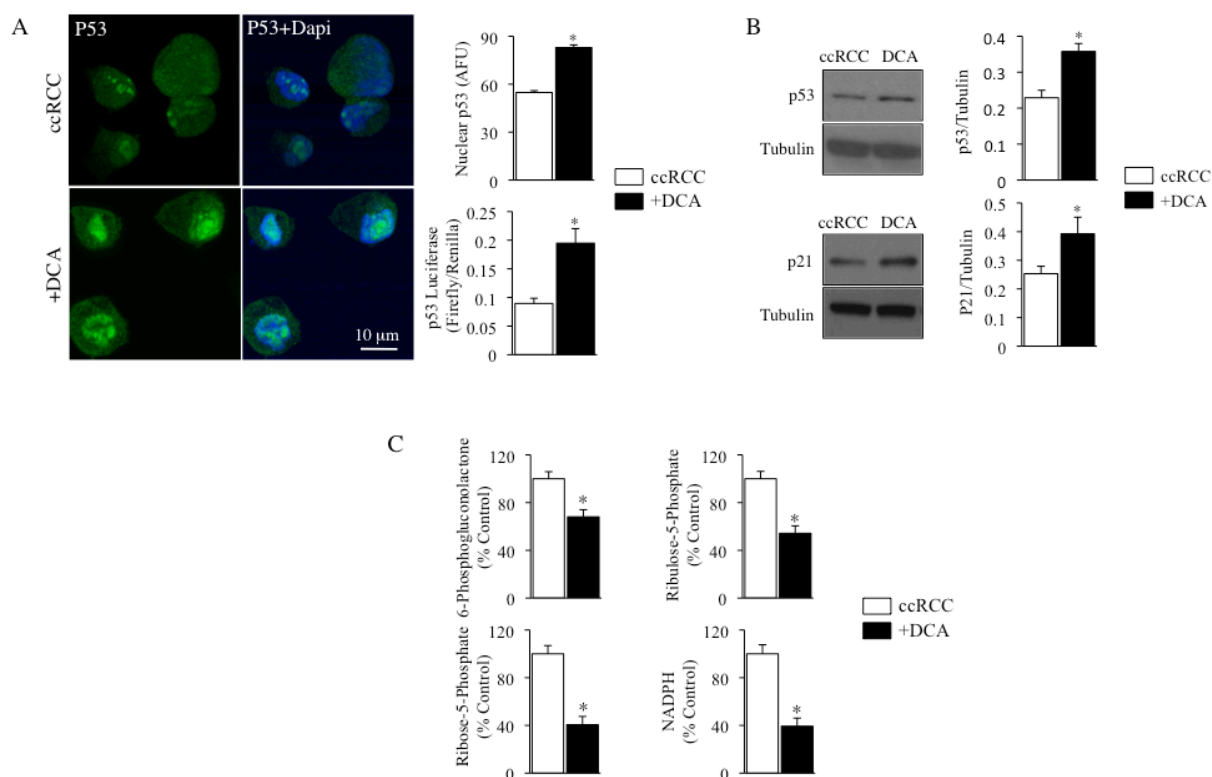 A
P53
P53+Dapi
ccRCC
+DCA
10 μm
90
60
30
0
Nuclear p53 (AFU)
*
0.25
0.2
0.15
0.1
0.05
0
p53 Luciferase
(Firefly/Renilla)
*
ccRCC
+DCA
B
ccRCC DCA
p53
Tubulin
ccRCC DCA
p21
Tubulin
0.4
0.3
0.2
0.1
0
p53/Tubulin
*
0.4
0.3
0.2
0.1
0
P21/Tubulin
*
ccRCC
+DCA
C
120
80
40
0
6-Phosphogluconolactone
(% Control)
*
120
80
40
0
Ribulose-5-Phosphate
(% Control)
*
120
80
40
0
Ribose-5-Phosphate
(% Control)
*
120
80
40
0
NADPH
(% Control)
*
ccRCC
+DCA